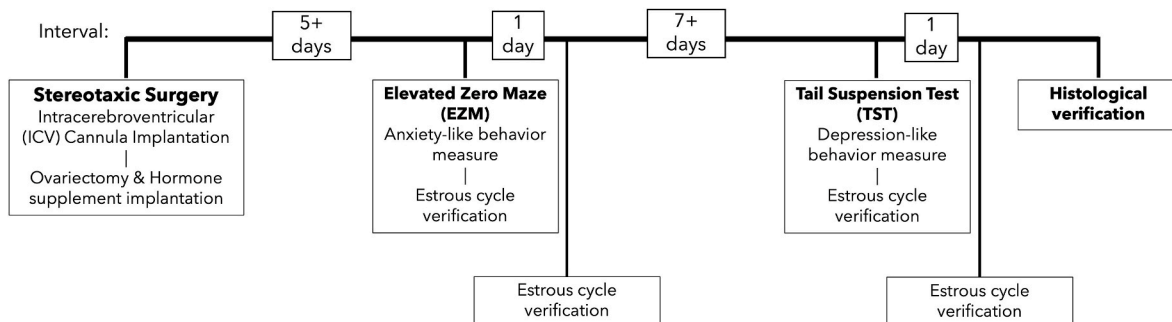 Interval:
5+
days
1
day
7+
days
1
day
Stereotaxic Surgery
Intracerebroventricular
(ICV) Cannula Implantation
|
Ovariectomy & Hormone
supplement implantation
Elevated Zero Maze
(EZM)
Anxiety-like behavior
measure
|
Estrous cycle
verification
Estrous cycle
verification
Tail Suspension Test
(TST)
Depression-like
behavior measure
|
Estrous cycle
verification
Estrous cycle
verification
Histological
verification